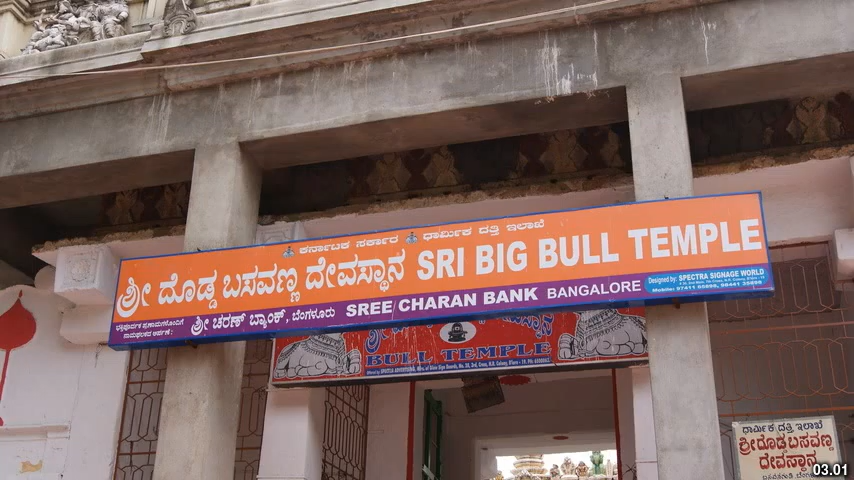 ಕರ್ನಾಟಕ ಸರ್ಕಾರ ಧಾರ್ಮಿಕ ದತ್ತಿ ಇಲಾಖೆ
ಶ್ರೀ ದೊಡ್ಡ ಬಸವಣ್ಣ ದೇವಸ್ಥಾನ SRI BIG BULL TEMPLE
ಶ್ರೀ ಚರಣ್ ಬ್ಯಾಂಕ್, ಬೆಂಗಳೂರು SREE CHARAN BANK BANGALORE
Designed by: SPECTRA SIGNAGE WORLD
BULL TEMPLE
ಧಾರ್ಮಿಕ ದತ್ತಿ ಇಲಾಖೆ
ಶ್ರೀದೊಡ್ಡಬಸವಣ್ಣ
ದೇವಸ್ಥಾನ
03.01